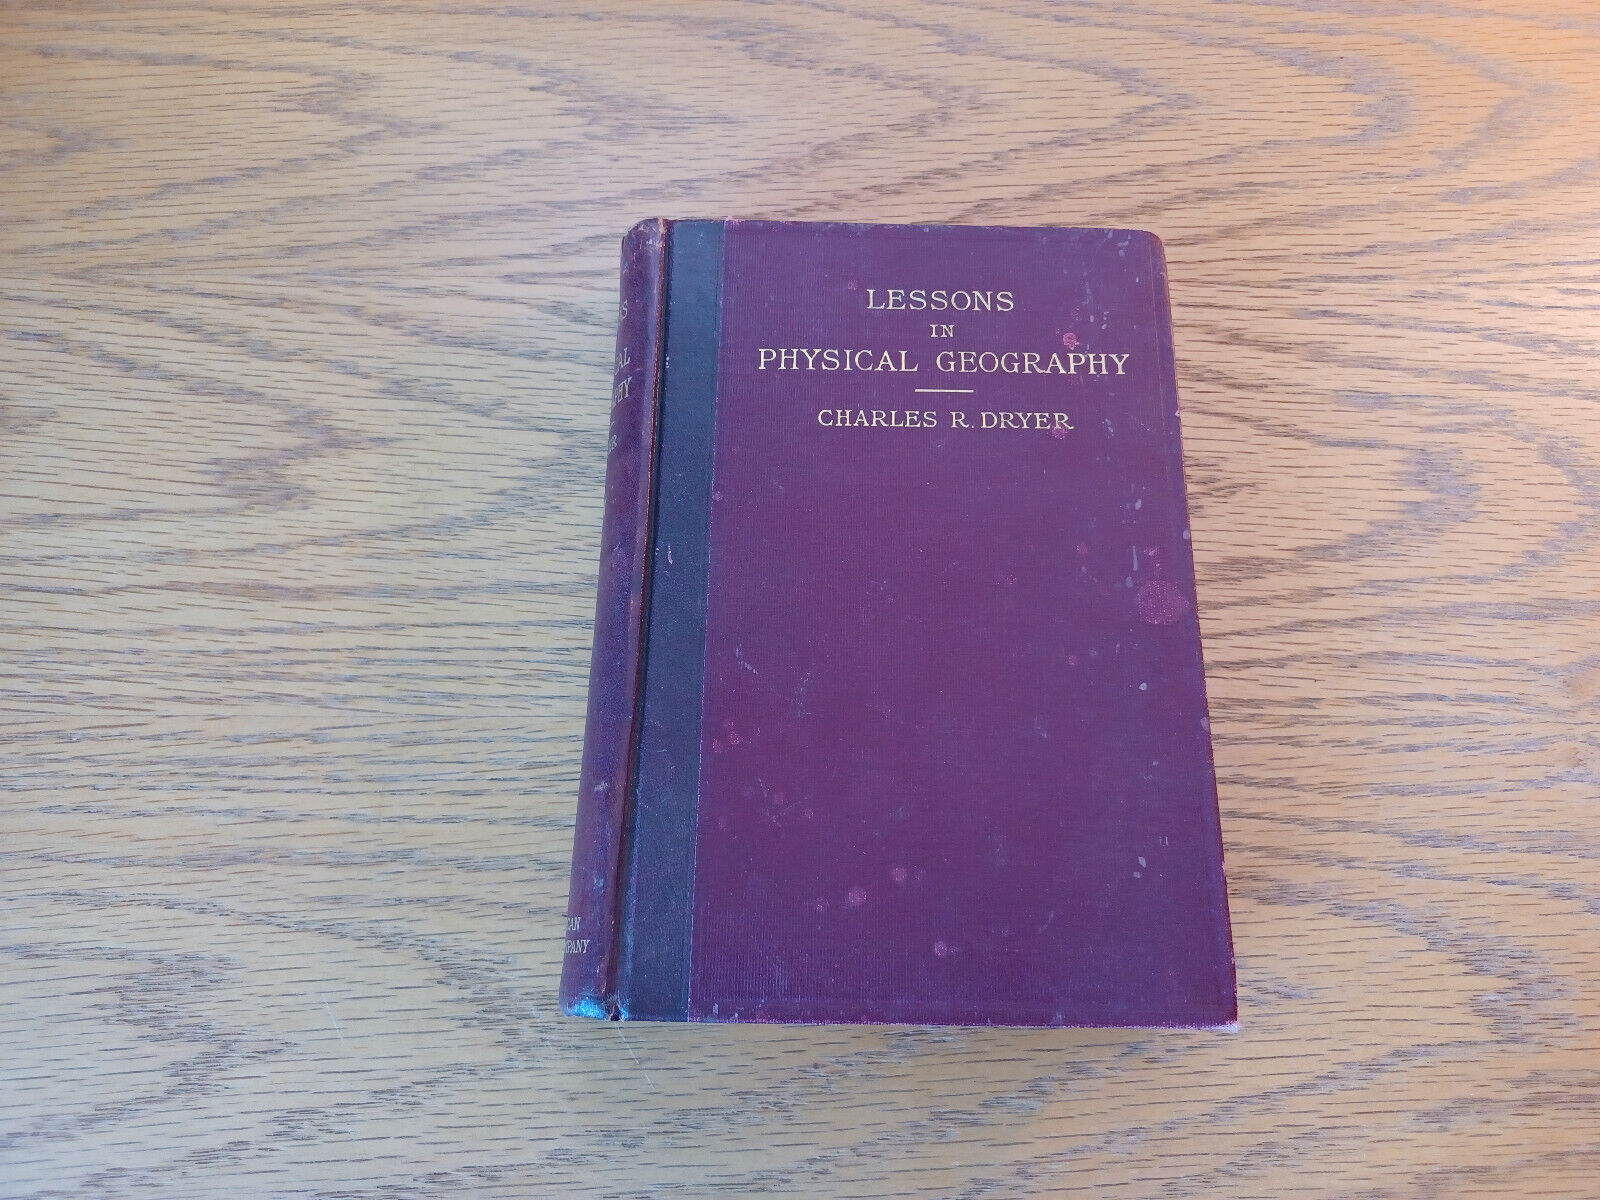 LESSONS
IN
PHYSICAL GEOGRAPHY
CHARLES R. DRYER